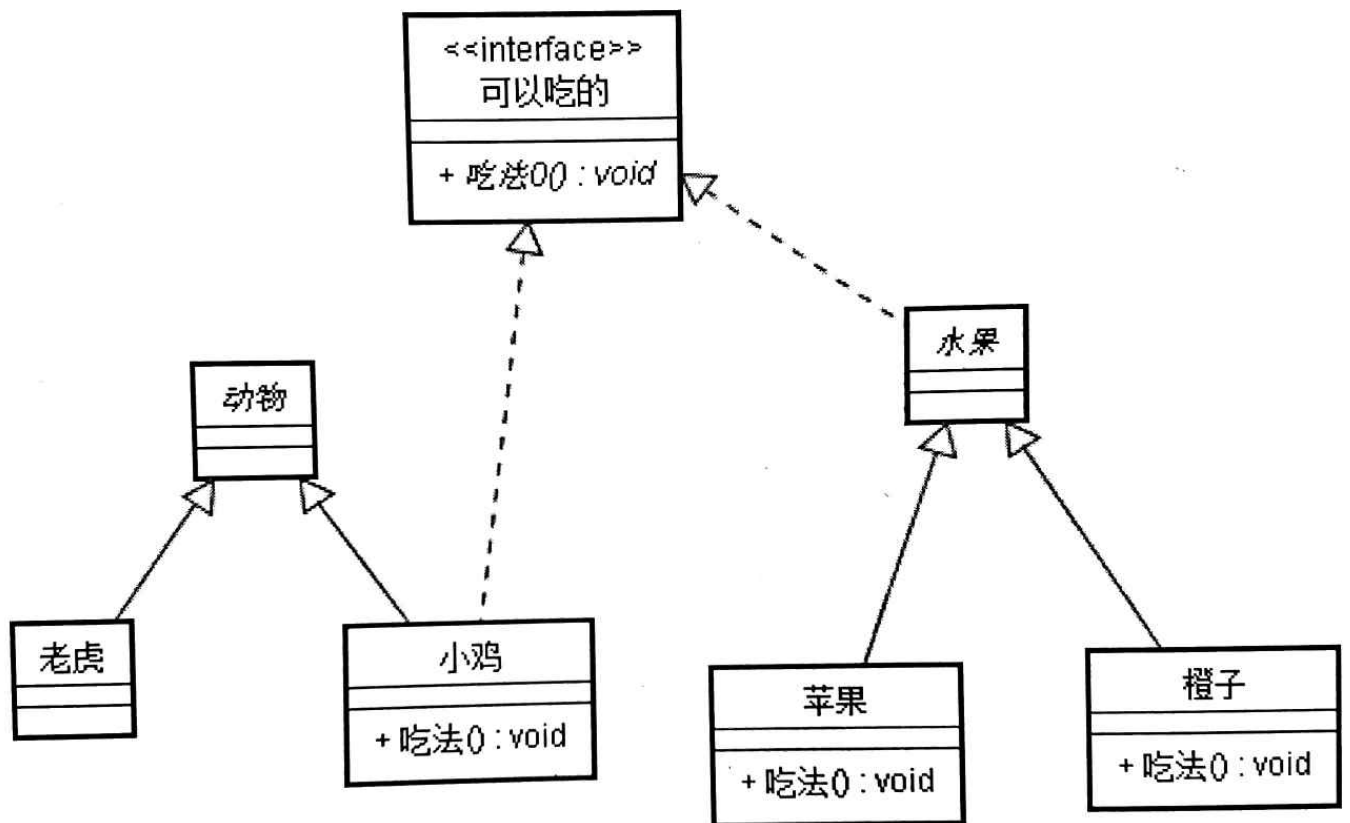 <<interface>>
可以吃的
+ 吃法0() : void
水果
动物
老虎
小鸡
+ 吃法() : void
苹果
+ 吃法() : void
橙子
+ 吃法() : void